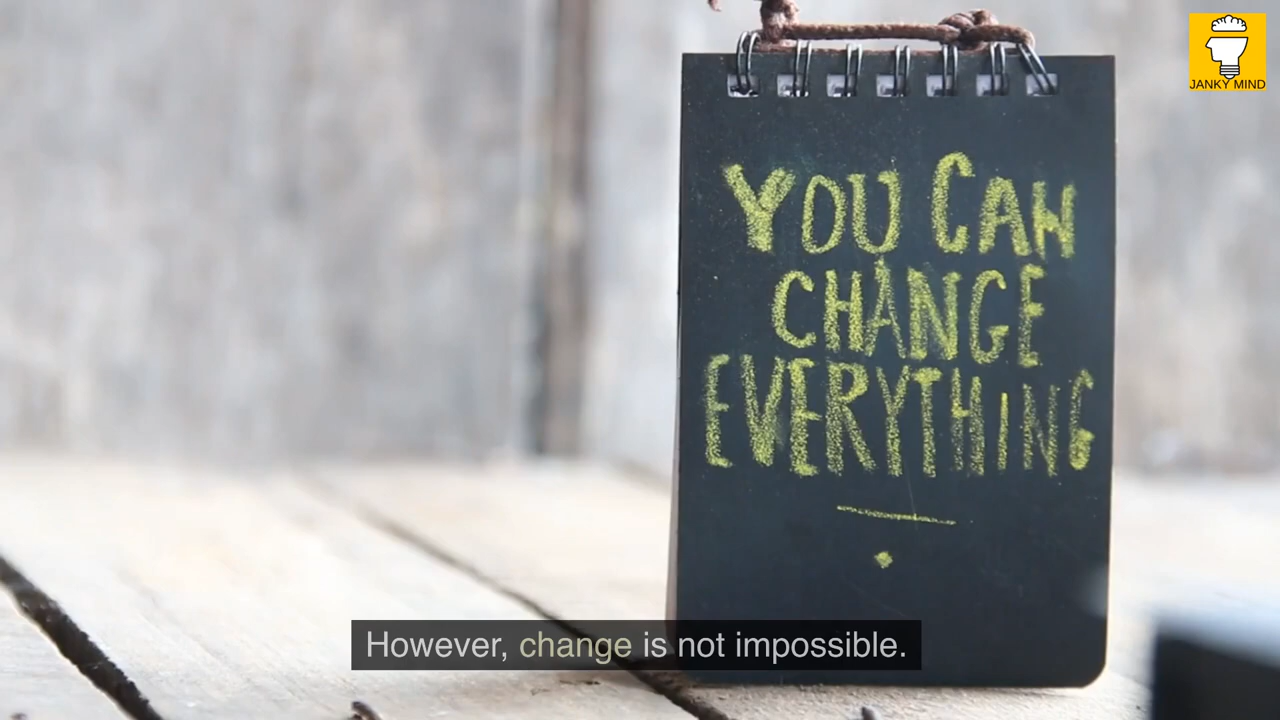 JANKY MIND
YOU CAN
CHANGE
EVERYTHING
However, change is not impossible.